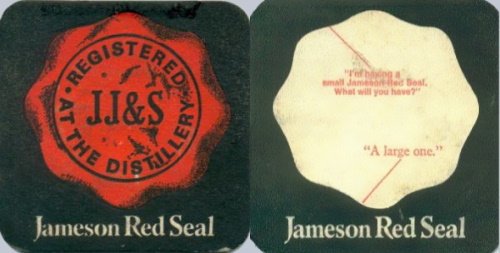 REGISTERED
JJ&S
AT THE DISTILLERY
Jameson Red Seal
"I'm having a
small Jameson Red Seal.
What will you have?"
"A large one."
Jameson Red Seal